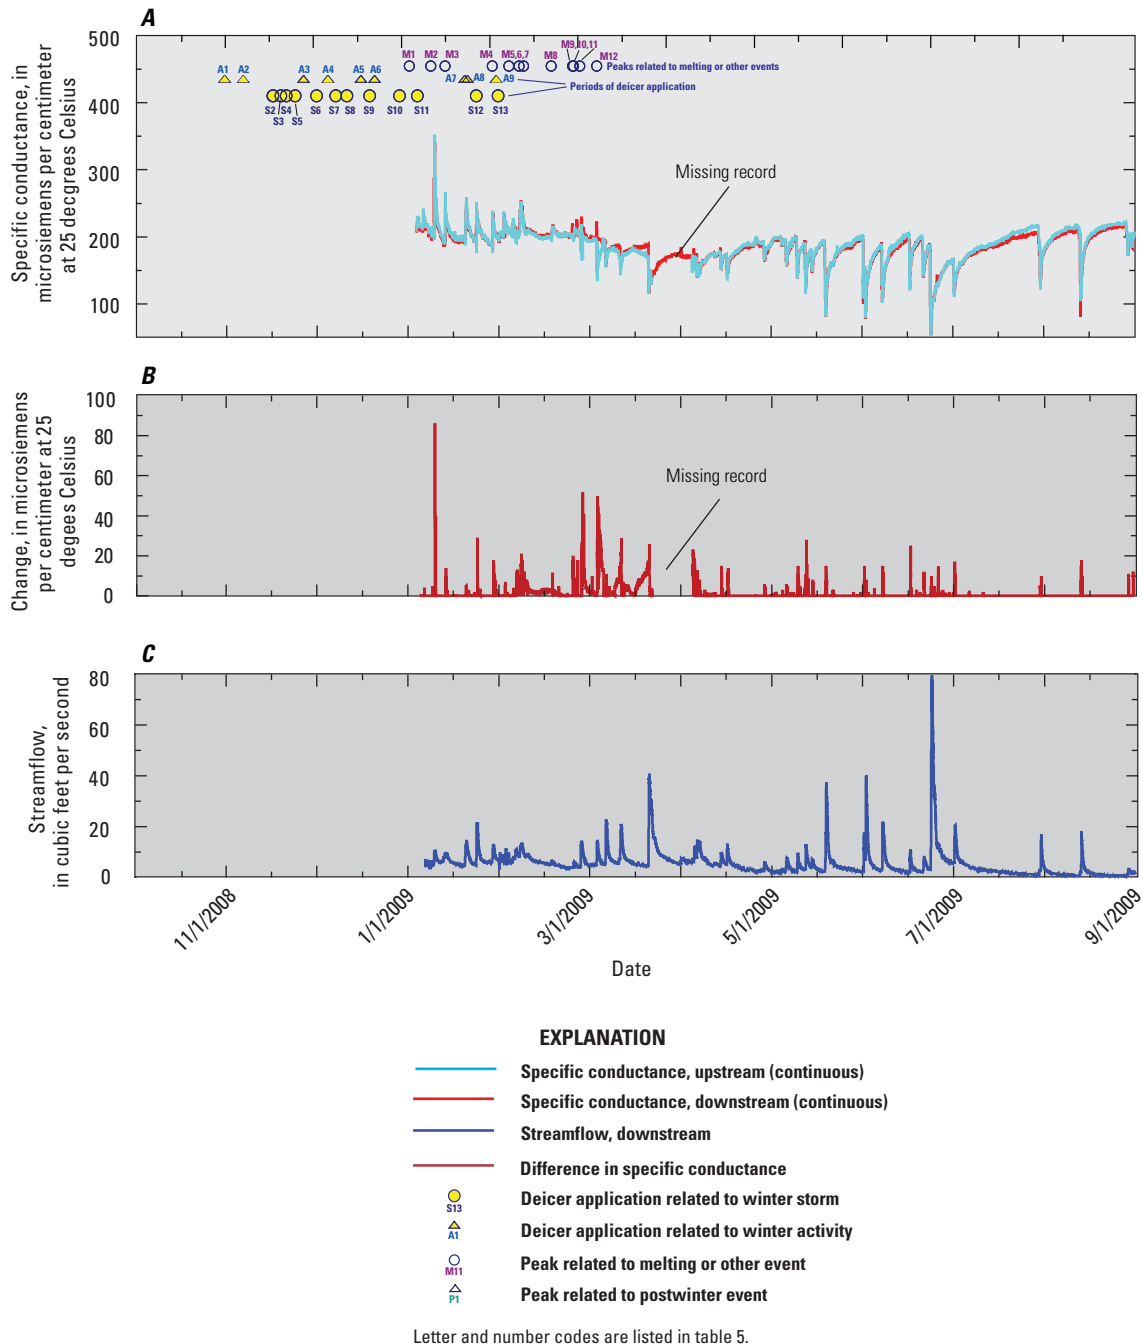 A
Specific conductance, in
microsiemens per centimeter
at 25 decgrees Celsius
500
400
300
200
100
M1 M2 M3 M4 M5,6,7 M8 M9,10,11 M12
Peaks related to melting or other events
A1 A2 A3 A4 A5 A6 A7 A8 A9
Periods of deicer application
S2 S3 S4 S5 S6 S7 S8 S9 S10 S11 S12 S13
Missing record
B
Change, in microsiemens
per centimeter at 25
degees Celsius
100
80
60
40
20
0
Missing record
C
Streamflow,
in cubic feet per second
80
60
40
20
0
11/1/2008
1/1/2009
3/1/2009
5/1/2009
7/1/2009
9/1/2009
Date
EXPLANATION
Specific conductance, upstream (continuous)
Specific conductance, downstream (continuous)
Streamflow, downstream
Difference in specific conductance
S13 Deicer application related to winter storm
A1 Deicer application related to winter activity
M11 Peak related to melting or other event
P1 Peak related to postwinter event
Letter and number codes are listed in table 5.